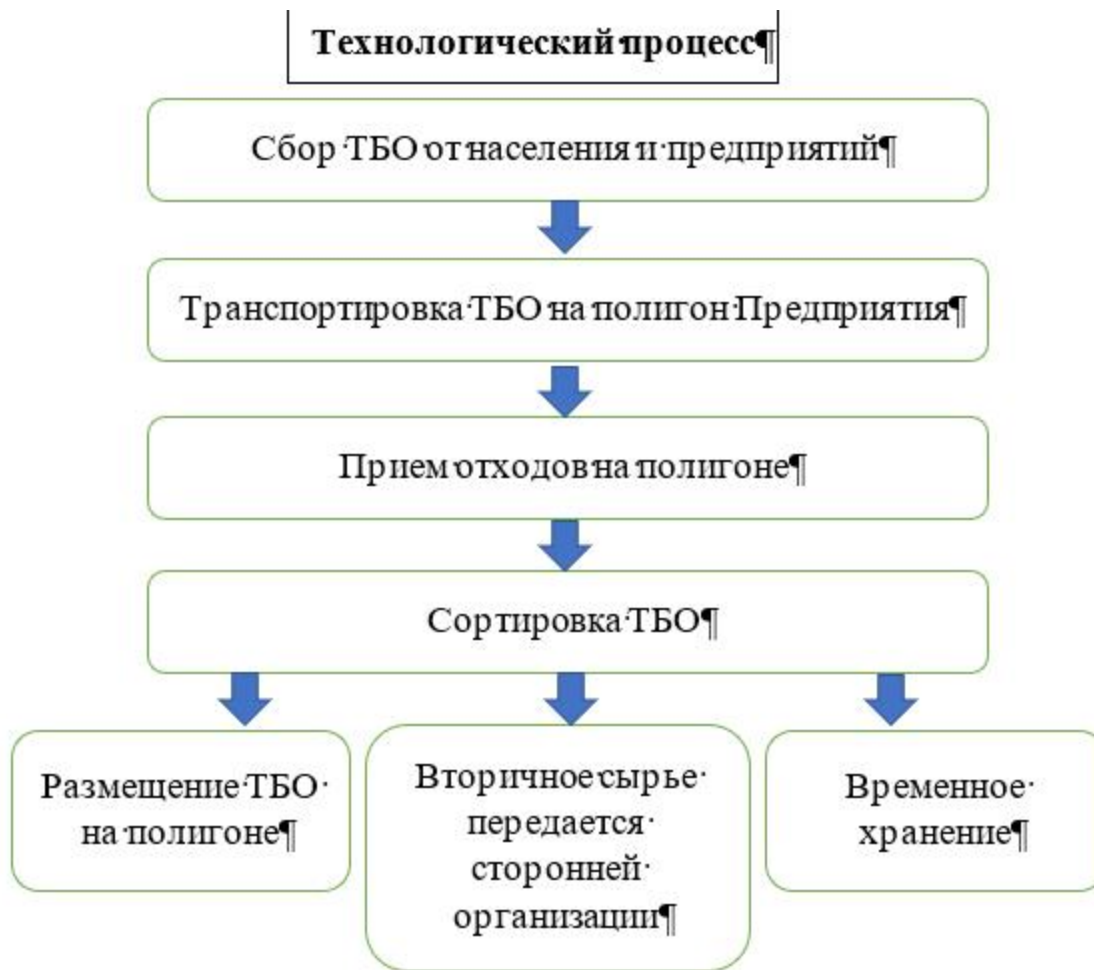 Технологический·процесс¶
Сбор·ТБО·от·населения·и·предприятий¶
Транспортировка·ТБО·на·полигон·Предприятия¶
Прием·отходов·на·полигоне¶
Сортировка·ТБО¶
Размещение·ТБО·
на·полигоне¶
Вторичное·сырье·
передается·
сторонней·
организации¶
Временное·
хранение¶